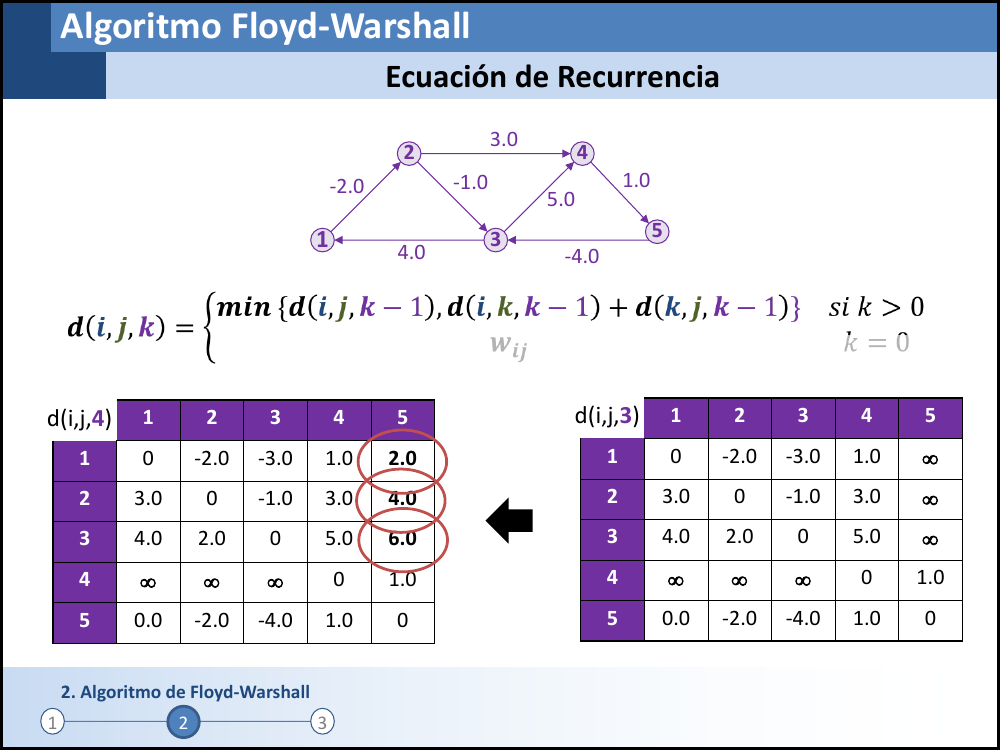 Algoritmo Floyd-Warshall
Ecuación de Recurrencia
3.0
2 4
-2.0 -1.0 5.0 1.0
1 3 5
4.0 -4.0
d(i,j,k) = { min {d(i,j,k − 1), d(i,k,k − 1) + d(k,j,k − 1)} si k > 0
w_ij k = 0
d(i,j,4) 1 2 3 4 5
1 0 -2.0 -3.0 1.0 2.0
2 3.0 0 -1.0 3.0 4.0
3 4.0 2.0 0 5.0 6.0
4 ∞ ∞ ∞ 0 1.0
5 0.0 -2.0 -4.0 1.0 0
d(i,j,3) 1 2 3 4 5
1 0 -2.0 -3.0 1.0 ∞
2 3.0 0 -1.0 3.0 ∞
3 4.0 2.0 0 5.0 ∞
4 ∞ ∞ ∞ 0 1.0
5 0.0 -2.0 -4.0 1.0 0
2. Algoritmo de Floyd-Warshall
1 2 3